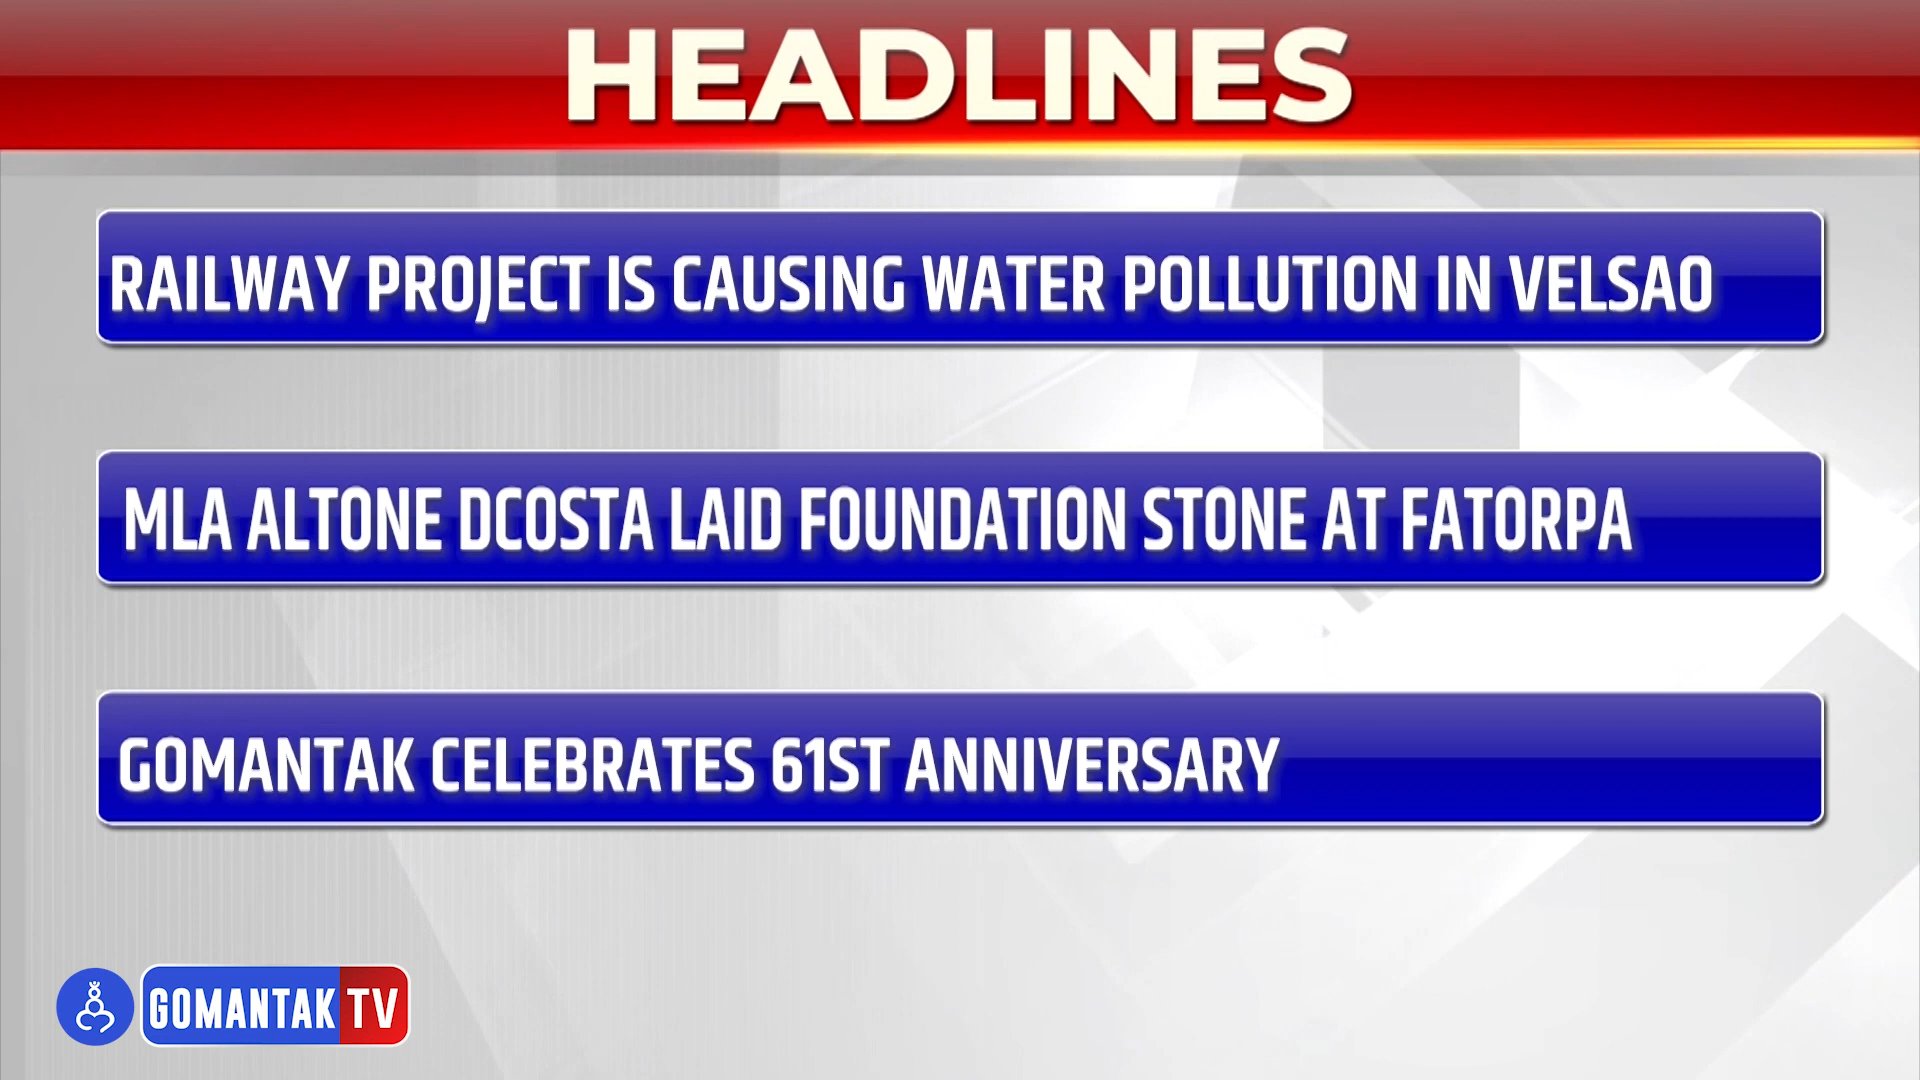 HEADLINES
RAILWAY PROJECT IS CAUSING WATER POLLUTION IN VELSAO
MLA ALTONE DCOSTA LAID FOUNDATION STONE AT FATORPA
GOMANTAK CELEBRATES 61ST ANNIVERSARY
GOMANTAK TV